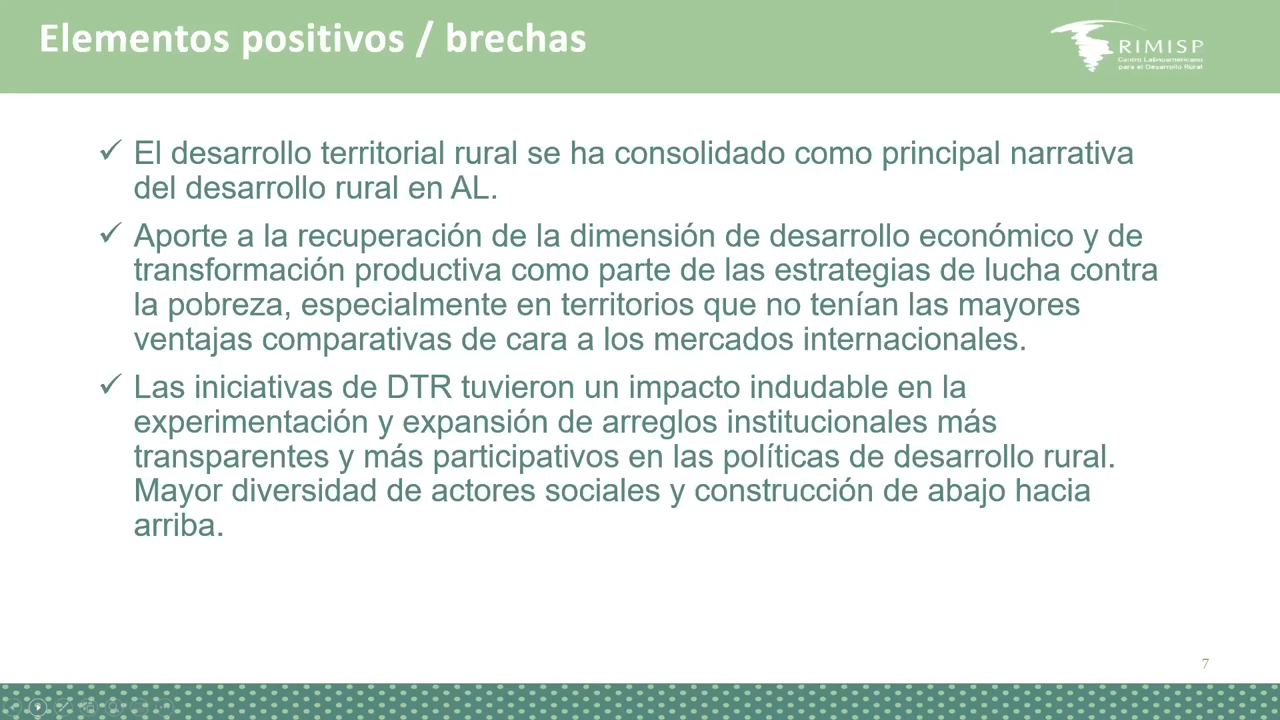 Elementos positivos / brechas
RIMISP
Centro Latinoamericano
para el Desarrollo Rural
✓ El desarrollo territorial rural se ha consolidado como principal narrativa
del desarrollo rural en AL.
✓ Aporte a la recuperación de la dimensión de desarrollo económico y de
transformación productiva como parte de las estrategias de lucha contra
la pobreza, especialmente en territorios que no tenían las mayores
ventajas comparativas de cara a los mercados internacionales.
✓ Las iniciativas de DTR tuvieron un impacto indudable en la
experimentación y expansión de arreglos institucionales más
transparentes y más participativos en las políticas de desarrollo rural.
Mayor diversidad de actores sociales y construcción de abajo hacia
arriba.
7